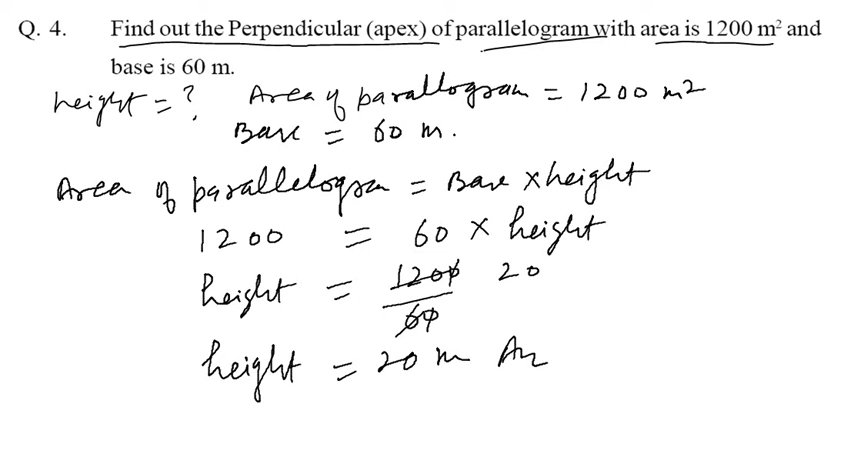 Q. 4. Find out the Perpendicular (apex) of parallelogram with area is 1200 m² and
base is 60 m.
height = ? Area of parallogram = 1200 m2
Base = 60 m.
Area of parallelogram = Base × height
1200 = 60 × height
height = 1200/60 20
height = 20 m Ans